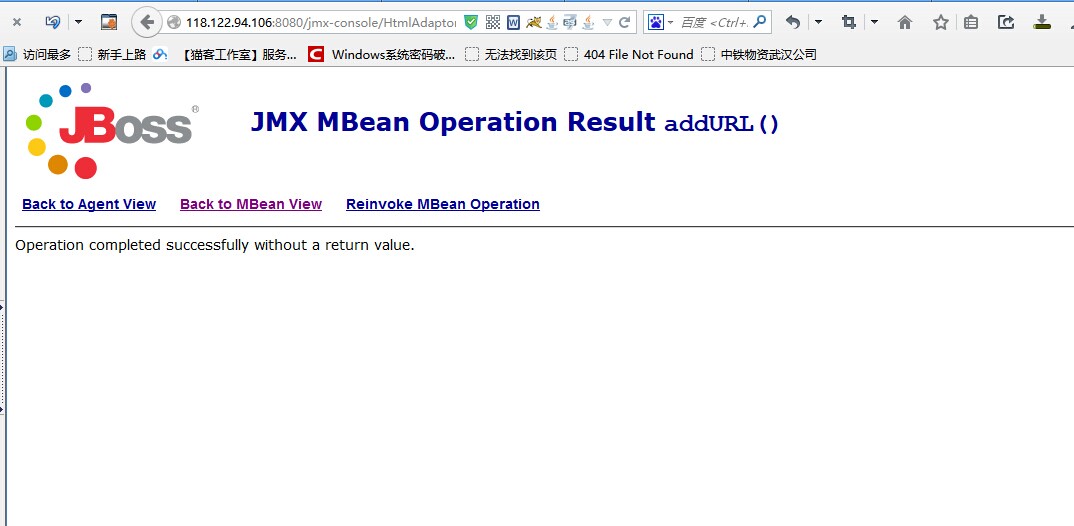 118.122.94.106:8080/jmx-console/HtmlAdaptor
百度 <Ctrl+.
访问最多 新手上路 【猫客工作室】服务... Windows系统密码破... 无法找到该页 404 File Not Found 中铁物资武汉公司
JBoss®
JMX MBean Operation Result addURL()
Back to Agent View Back to MBean View Reinvoke MBean Operation
Operation completed successfully without a return value.